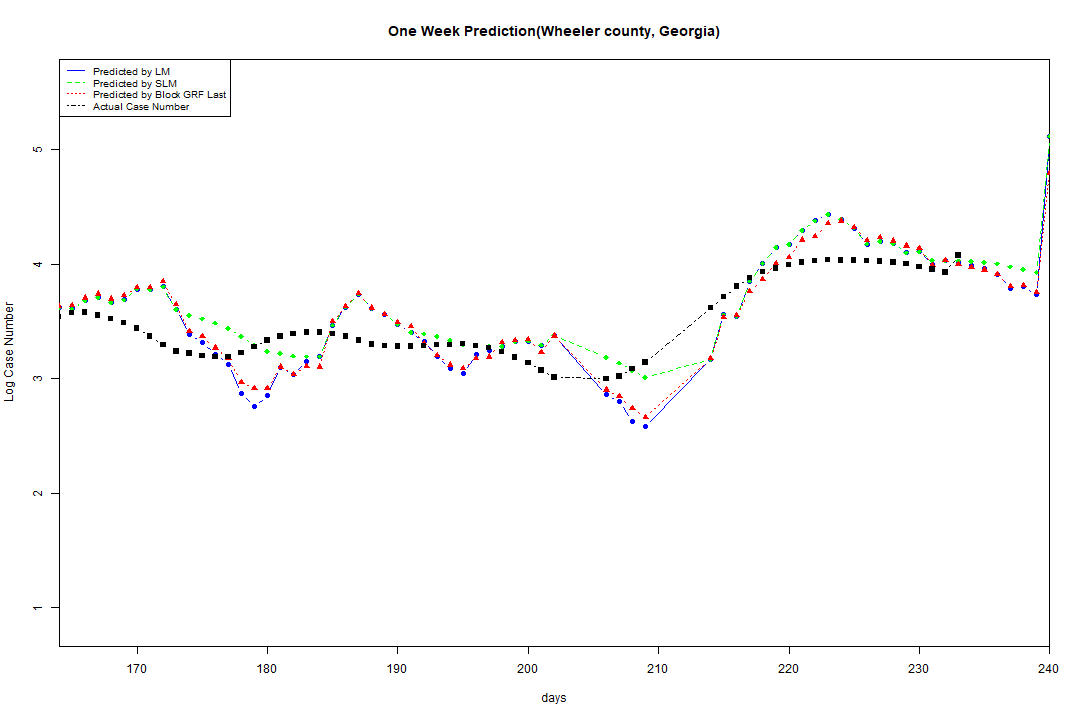 One Week Prediction(Wheeler county, Georgia)
Predicted by LM
Predicted by SLM
Predicted by Block GRF Last
Actual Case Number
5
4
3
2
1
Log Case Number
170 180 190 200 210 220 230 240
days